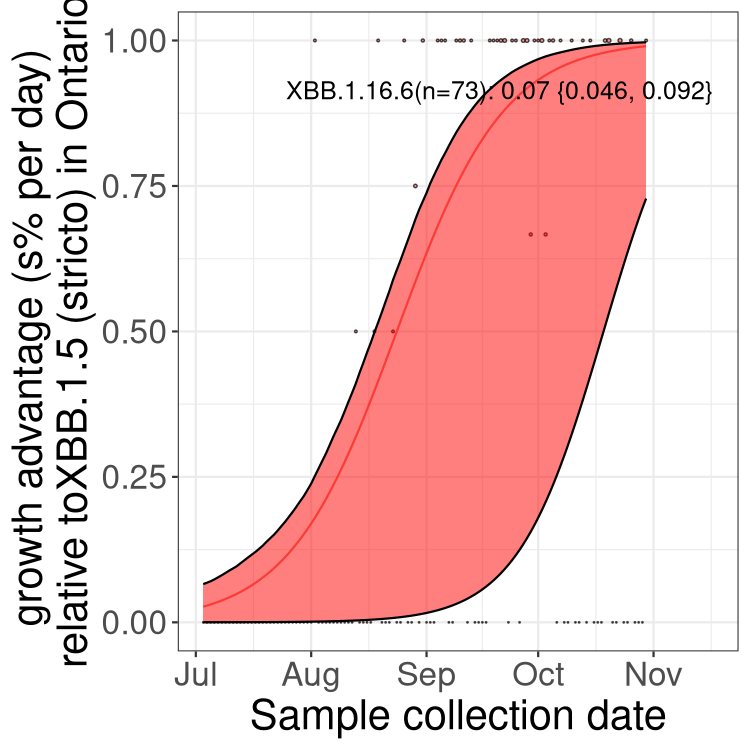 growth advantage (s% per day)
relative toXBB.1.5 (stricto) in Ontario
1.00
0.75
0.50
0.25
0.00
XBB.1.16.6(n=73): 0.07 {0.046, 0.092}
Jul Aug Sep Oct Nov
Sample collection date